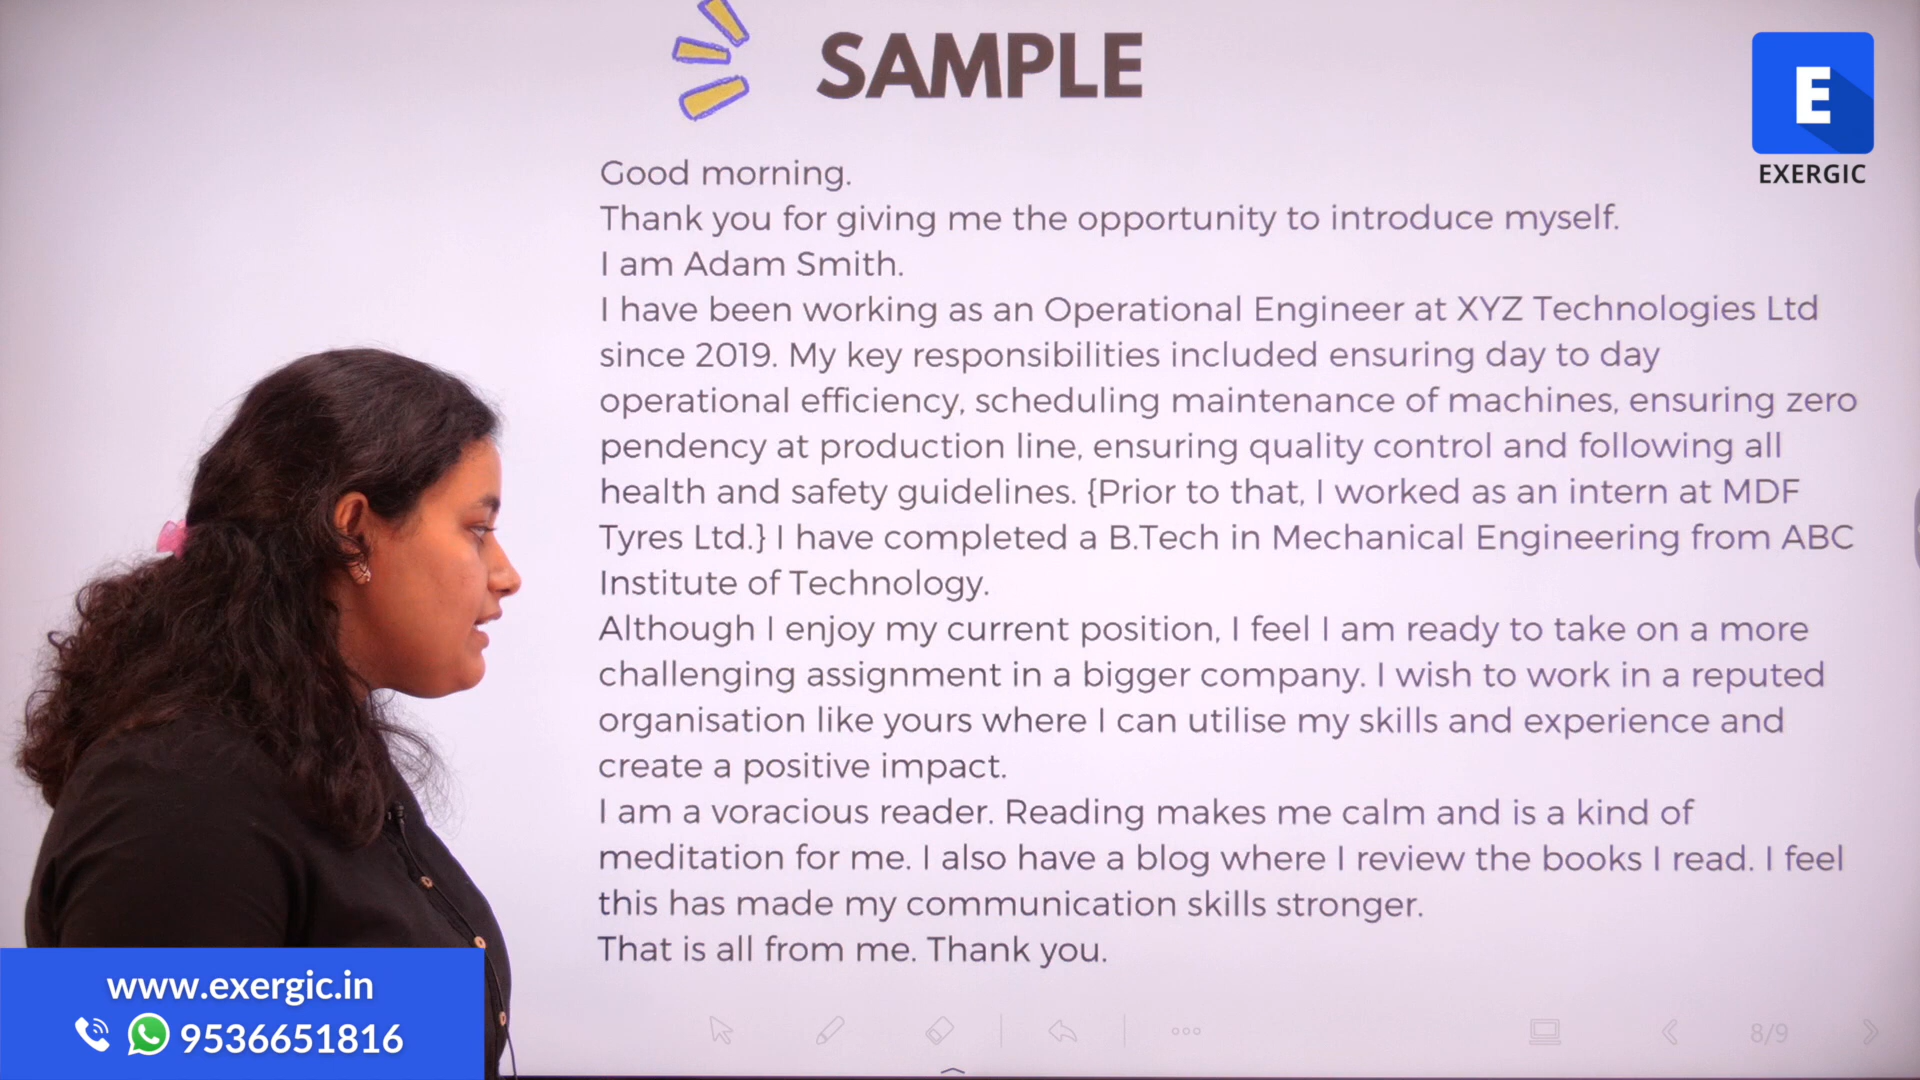 SAMPLE
E
EXERGIC
Good morning.
Thank you for giving me the opportunity to introduce myself.
I am Adam Smith.
I have been working as an Operational Engineer at XYZ Technologies Ltd
since 2019. My key responsibilities included ensuring day to day
operational efficiency, scheduling maintenance of machines, ensuring zero
pendency at production line, ensuring quality control and following all
health and safety guidelines. {Prior to that, I worked as an intern at MDF
Tyres Ltd.} I have completed a B.Tech in Mechanical Engineering from ABC
Institute of Technology.
Although I enjoy my current position, I feel I am ready to take on a more
challenging assignment in a bigger company. I wish to work in a reputed
organisation like yours where I can utilise my skills and experience and
create a positive impact.
I am a voracious reader. Reading makes me calm and is a kind of
meditation for me. I also have a blog where I review the books I read. I feel
this has made my communication skills stronger.
That is all from me. Thank you.
www.exergic.in
9536651816
8/9